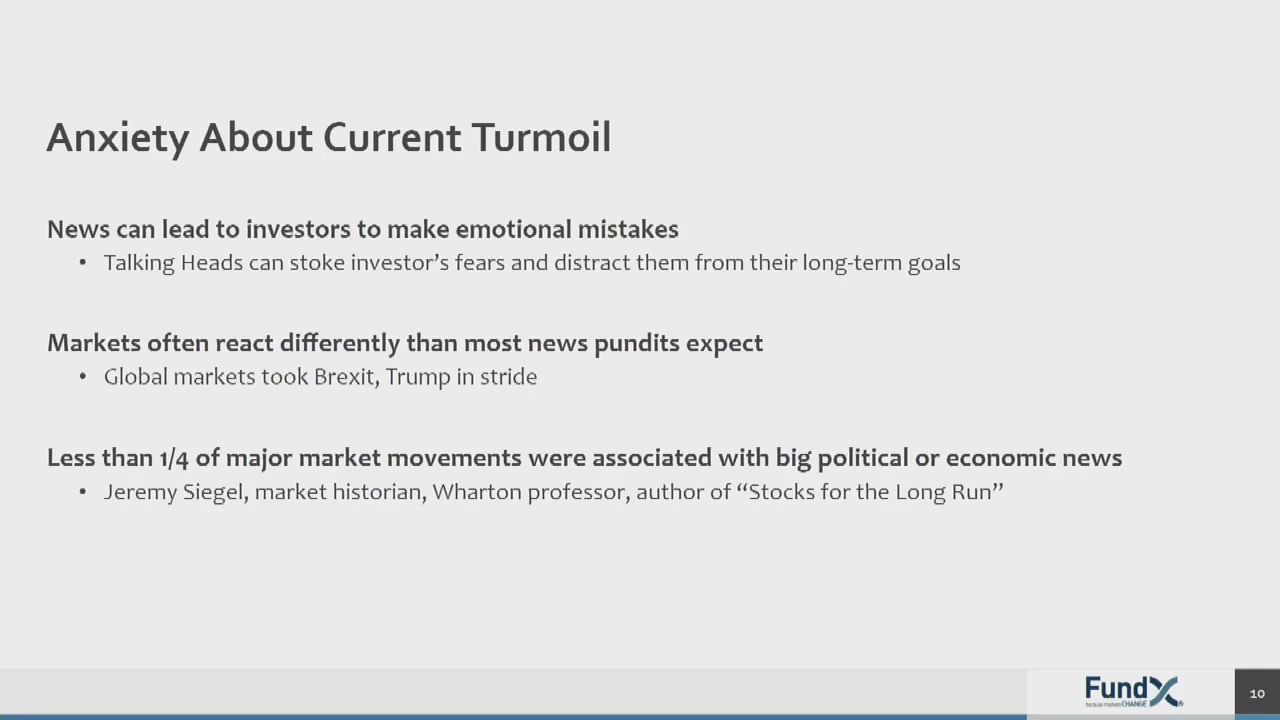 Anxiety About Current Turmoil
News can lead to investors to make emotional mistakes
• Talking Heads can stoke investor’s fears and distract them from their long-term goals
Markets often react differently than most news pundits expect
• Global markets took Brexit, Trump in stride
Less than 1/4 of major market movements were associated with big political or economic news
• Jeremy Siegel, market historian, Wharton professor, author of “Stocks for the Long Run”
FundX®
because markets CHANGE
10